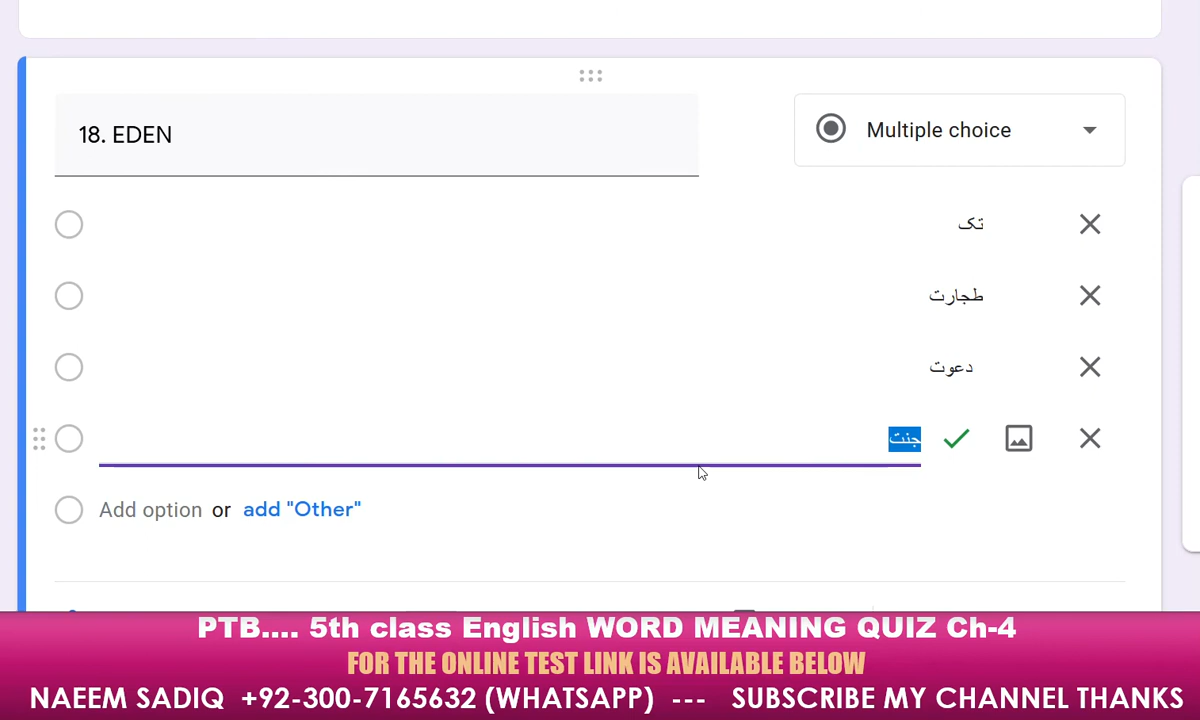 18. EDEN
Multiple choice
تک
طجارت
دعوت
جنت
Add option or add "Other"
PTB.... 5th class English WORD MEANING QUIZ Ch-4
FOR THE ONLINE TEST LINK IS AVAILABLE BELOW
NAEEM SADIQ +92-300-7165632 (WHATSAPP) --- SUBSCRIBE MY CHANNEL THANKS